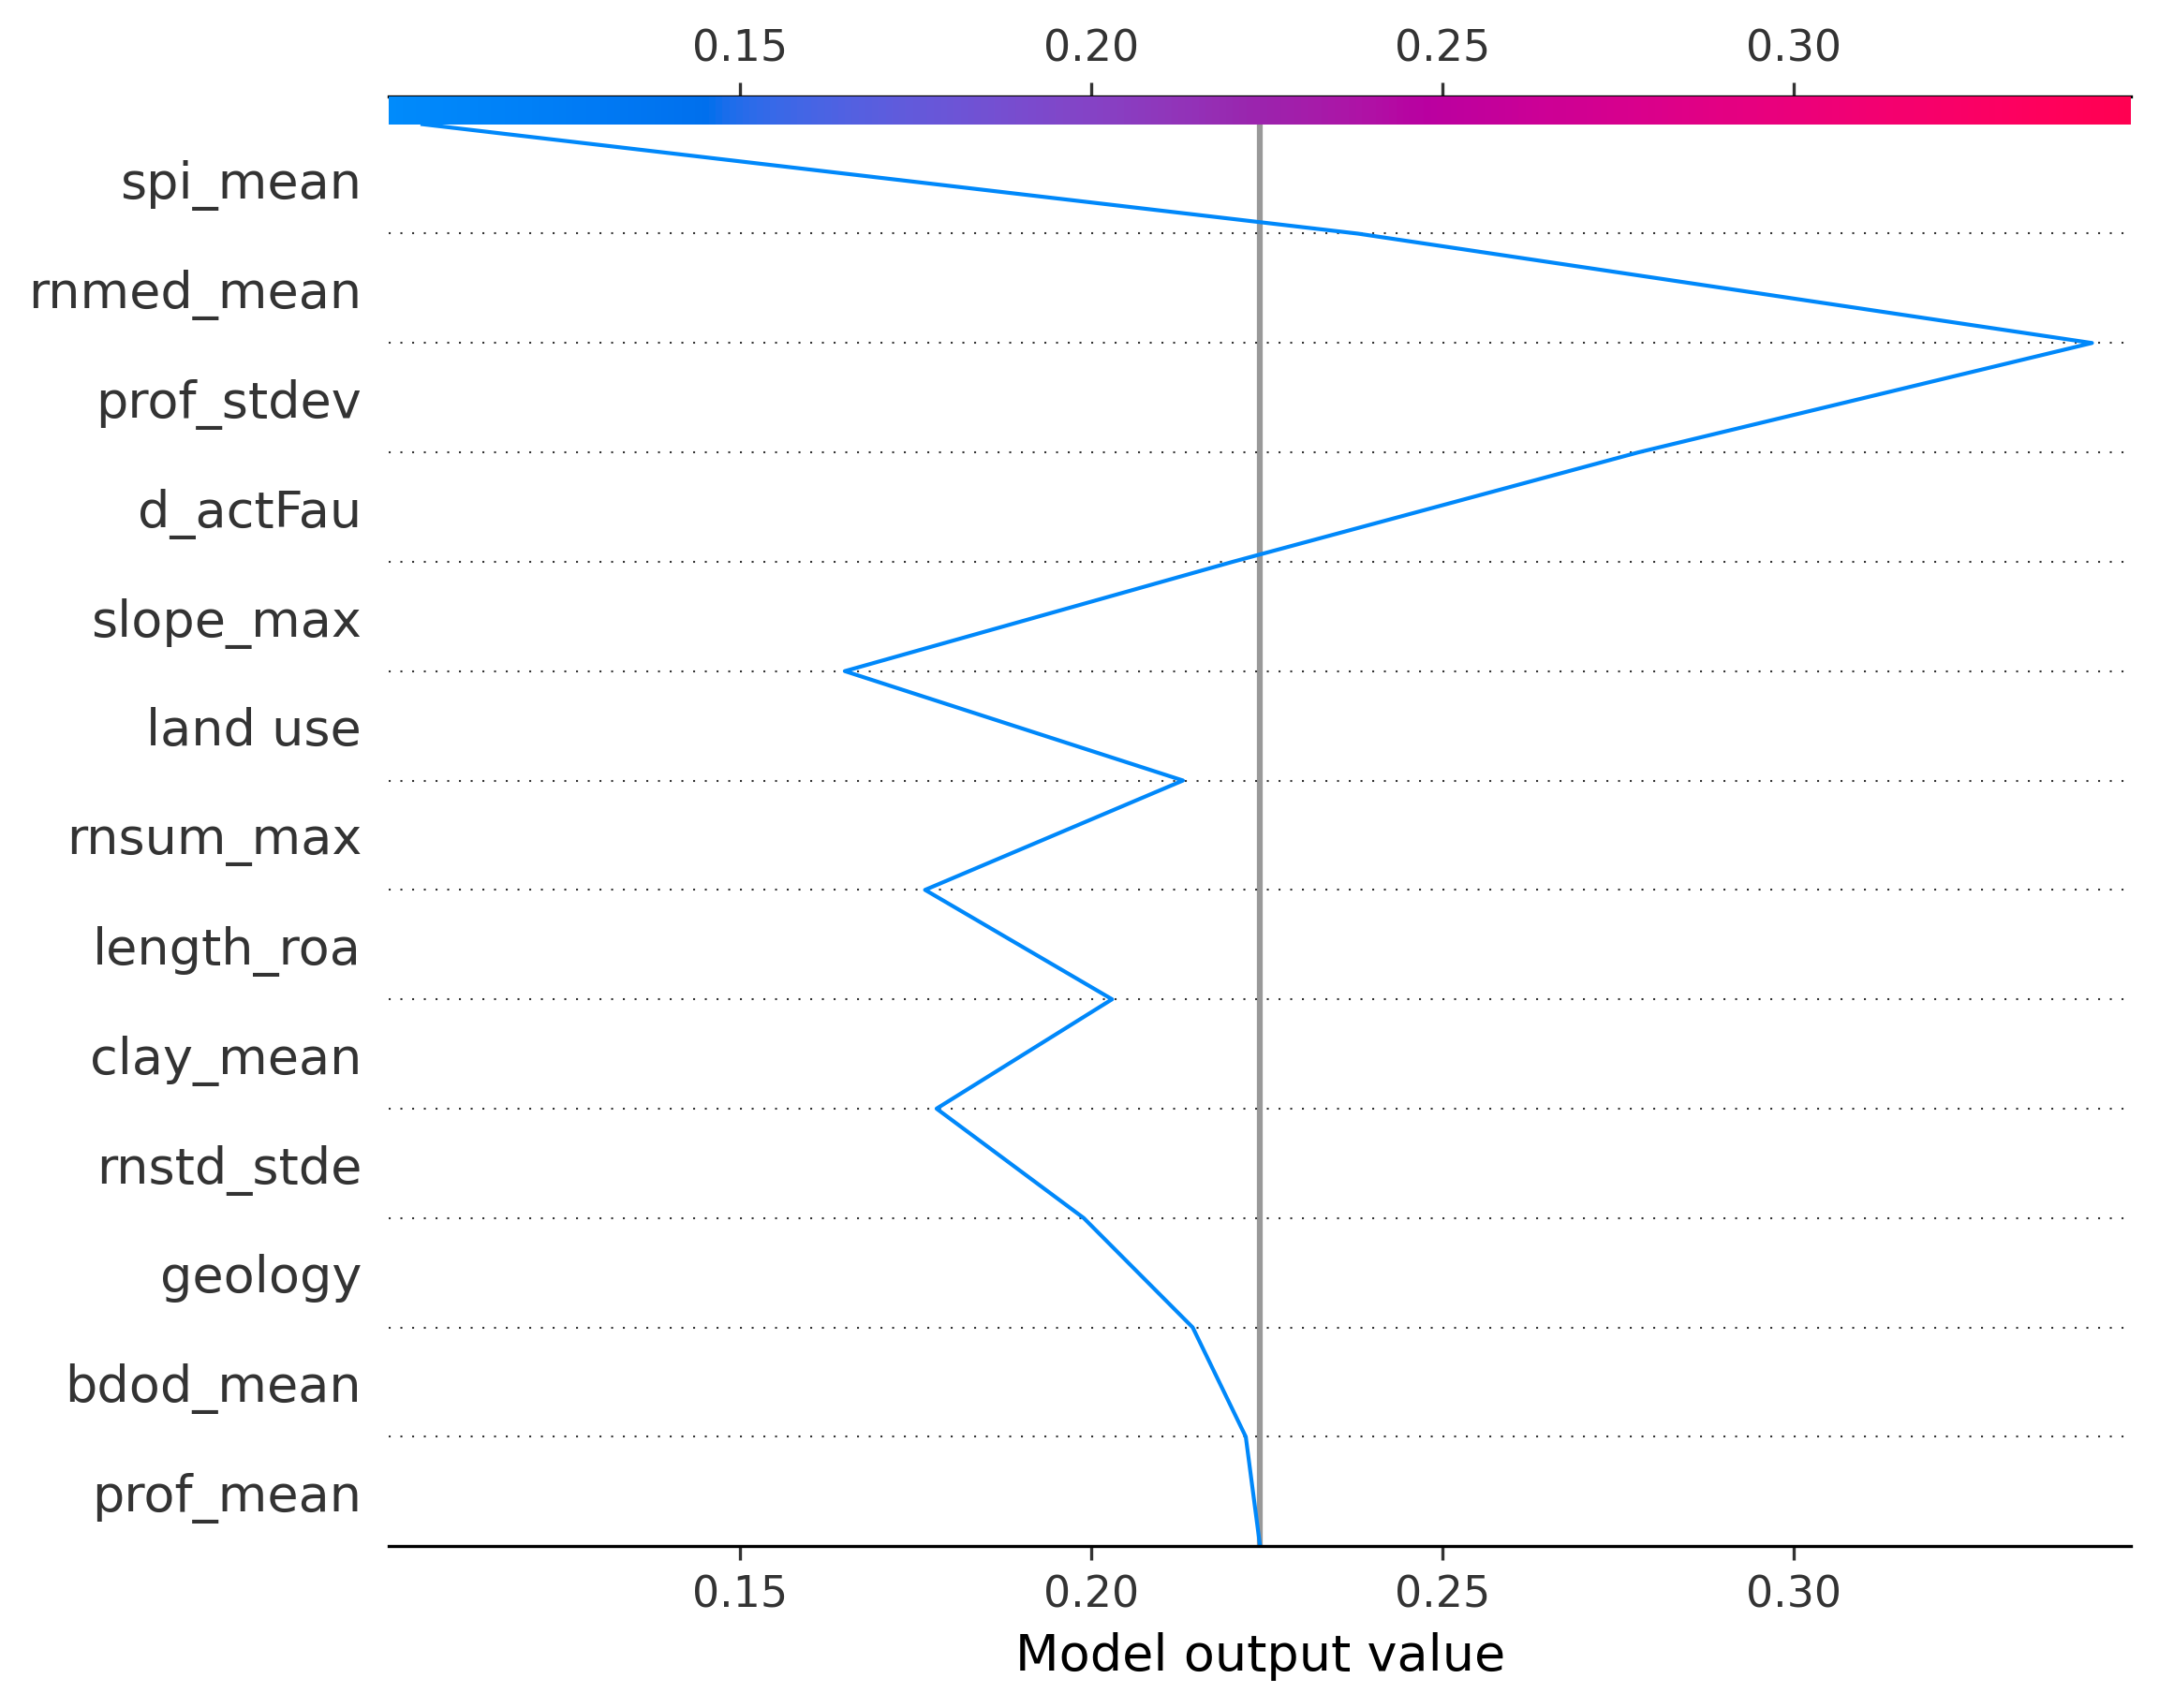 0.15 0.20 0.25 0.30
spi_mean
rnmed_mean
prof_stdev
d_actFau
slope_max
land use
rnsum_max
length_roa
clay_mean
rnstd_stde
geology
bdod_mean
prof_mean
0.15 0.20 0.25 0.30
Model output value